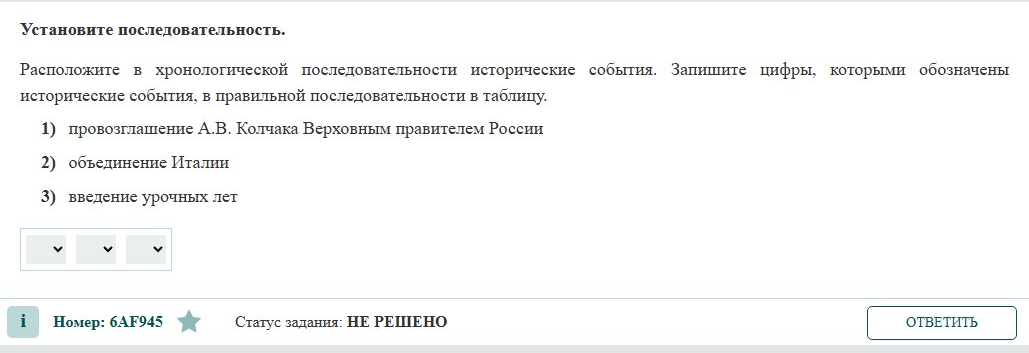 Установите последовательность.
Расположите в хронологической последовательности исторические события. Запишите цифры, которыми обозначены
исторические события, в правильной последовательности в таблицу.
1) провозглашение А.В. Колчака Верховным правителем России
2) объединение Италии
3) введение урочных лет
i Номер: 6AF945 Статус задания: НЕ РЕШЕНО ОТВЕТИТЬ